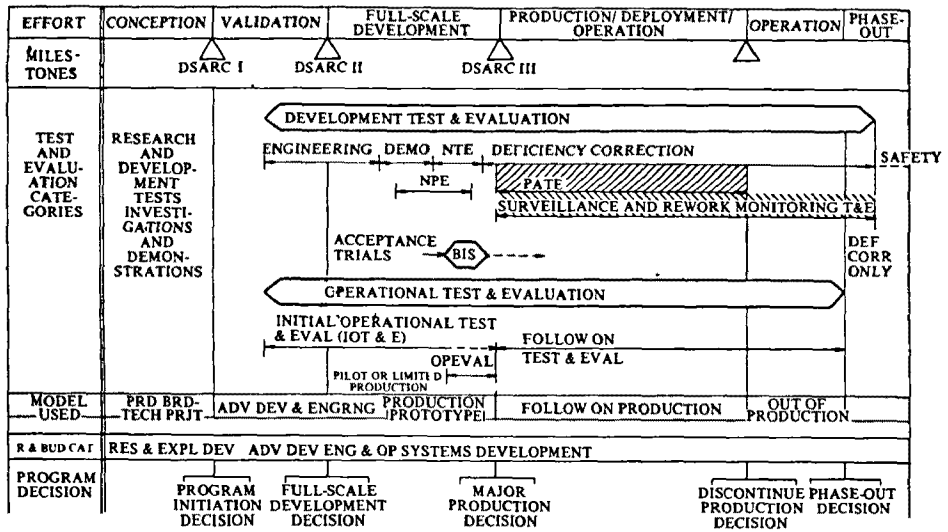 EFFORT
CONCEPTION
VALIDATION
FULL-SCALE
DEVELOPMENT
PRODUCTION/DEPLOYMENT/
OPERATION
OPERATION
PHASE-
OUT
MILES-
TONES
DSARC I
DSARC II
DSARC III
TEST
AND
EVALU-
ATION
CATE-
GORIES
RESEARCH
AND
DEVELOP-
MENT
TESTS
INVESTI-
GATIONS
AND
DEMON-
STRATIONS
DEVELOPMENT TEST & EVALUATION
ENGINEERING
DEMO
NTE
DEFICIENCY CORRECTION
SAFETY
NPE
PATE
SURVEILLANCE AND REWORK MONITORING T&E
ACCEPTANCE
TRIALS
BIS
DEF
CORR
ONLY
OPERATIONAL TEST & EVALUATION
INITIAL OPERATIONAL TEST
& EVAL (IOT & E)
FOLLOW ON
TEST & EVAL
OPEVAL
PILOT OR LIMITED
PRODUCTION
MODEL
USED
PRD BRD-
TECH PRJT
ADV DEV & ENGRNG
PRODUCTION
PROTOTYPE
FOLLOW ON PRODUCTION
OUT OF
PRODUCTION
R & BUD CAT
RES & EXPL DEV
ADV DEV ENG & OP SYSTEMS DEVELOPMENT
PROGRAM
DECISION
PROGRAM
INITIATION
DECISION
FULL-SCALE
DEVELOPMENT
DECISION
MAJOR
PRODUCTION
DECISION
DISCONTINUE
PRODUCTION
DECISION
PHASE-OUT
DECISION